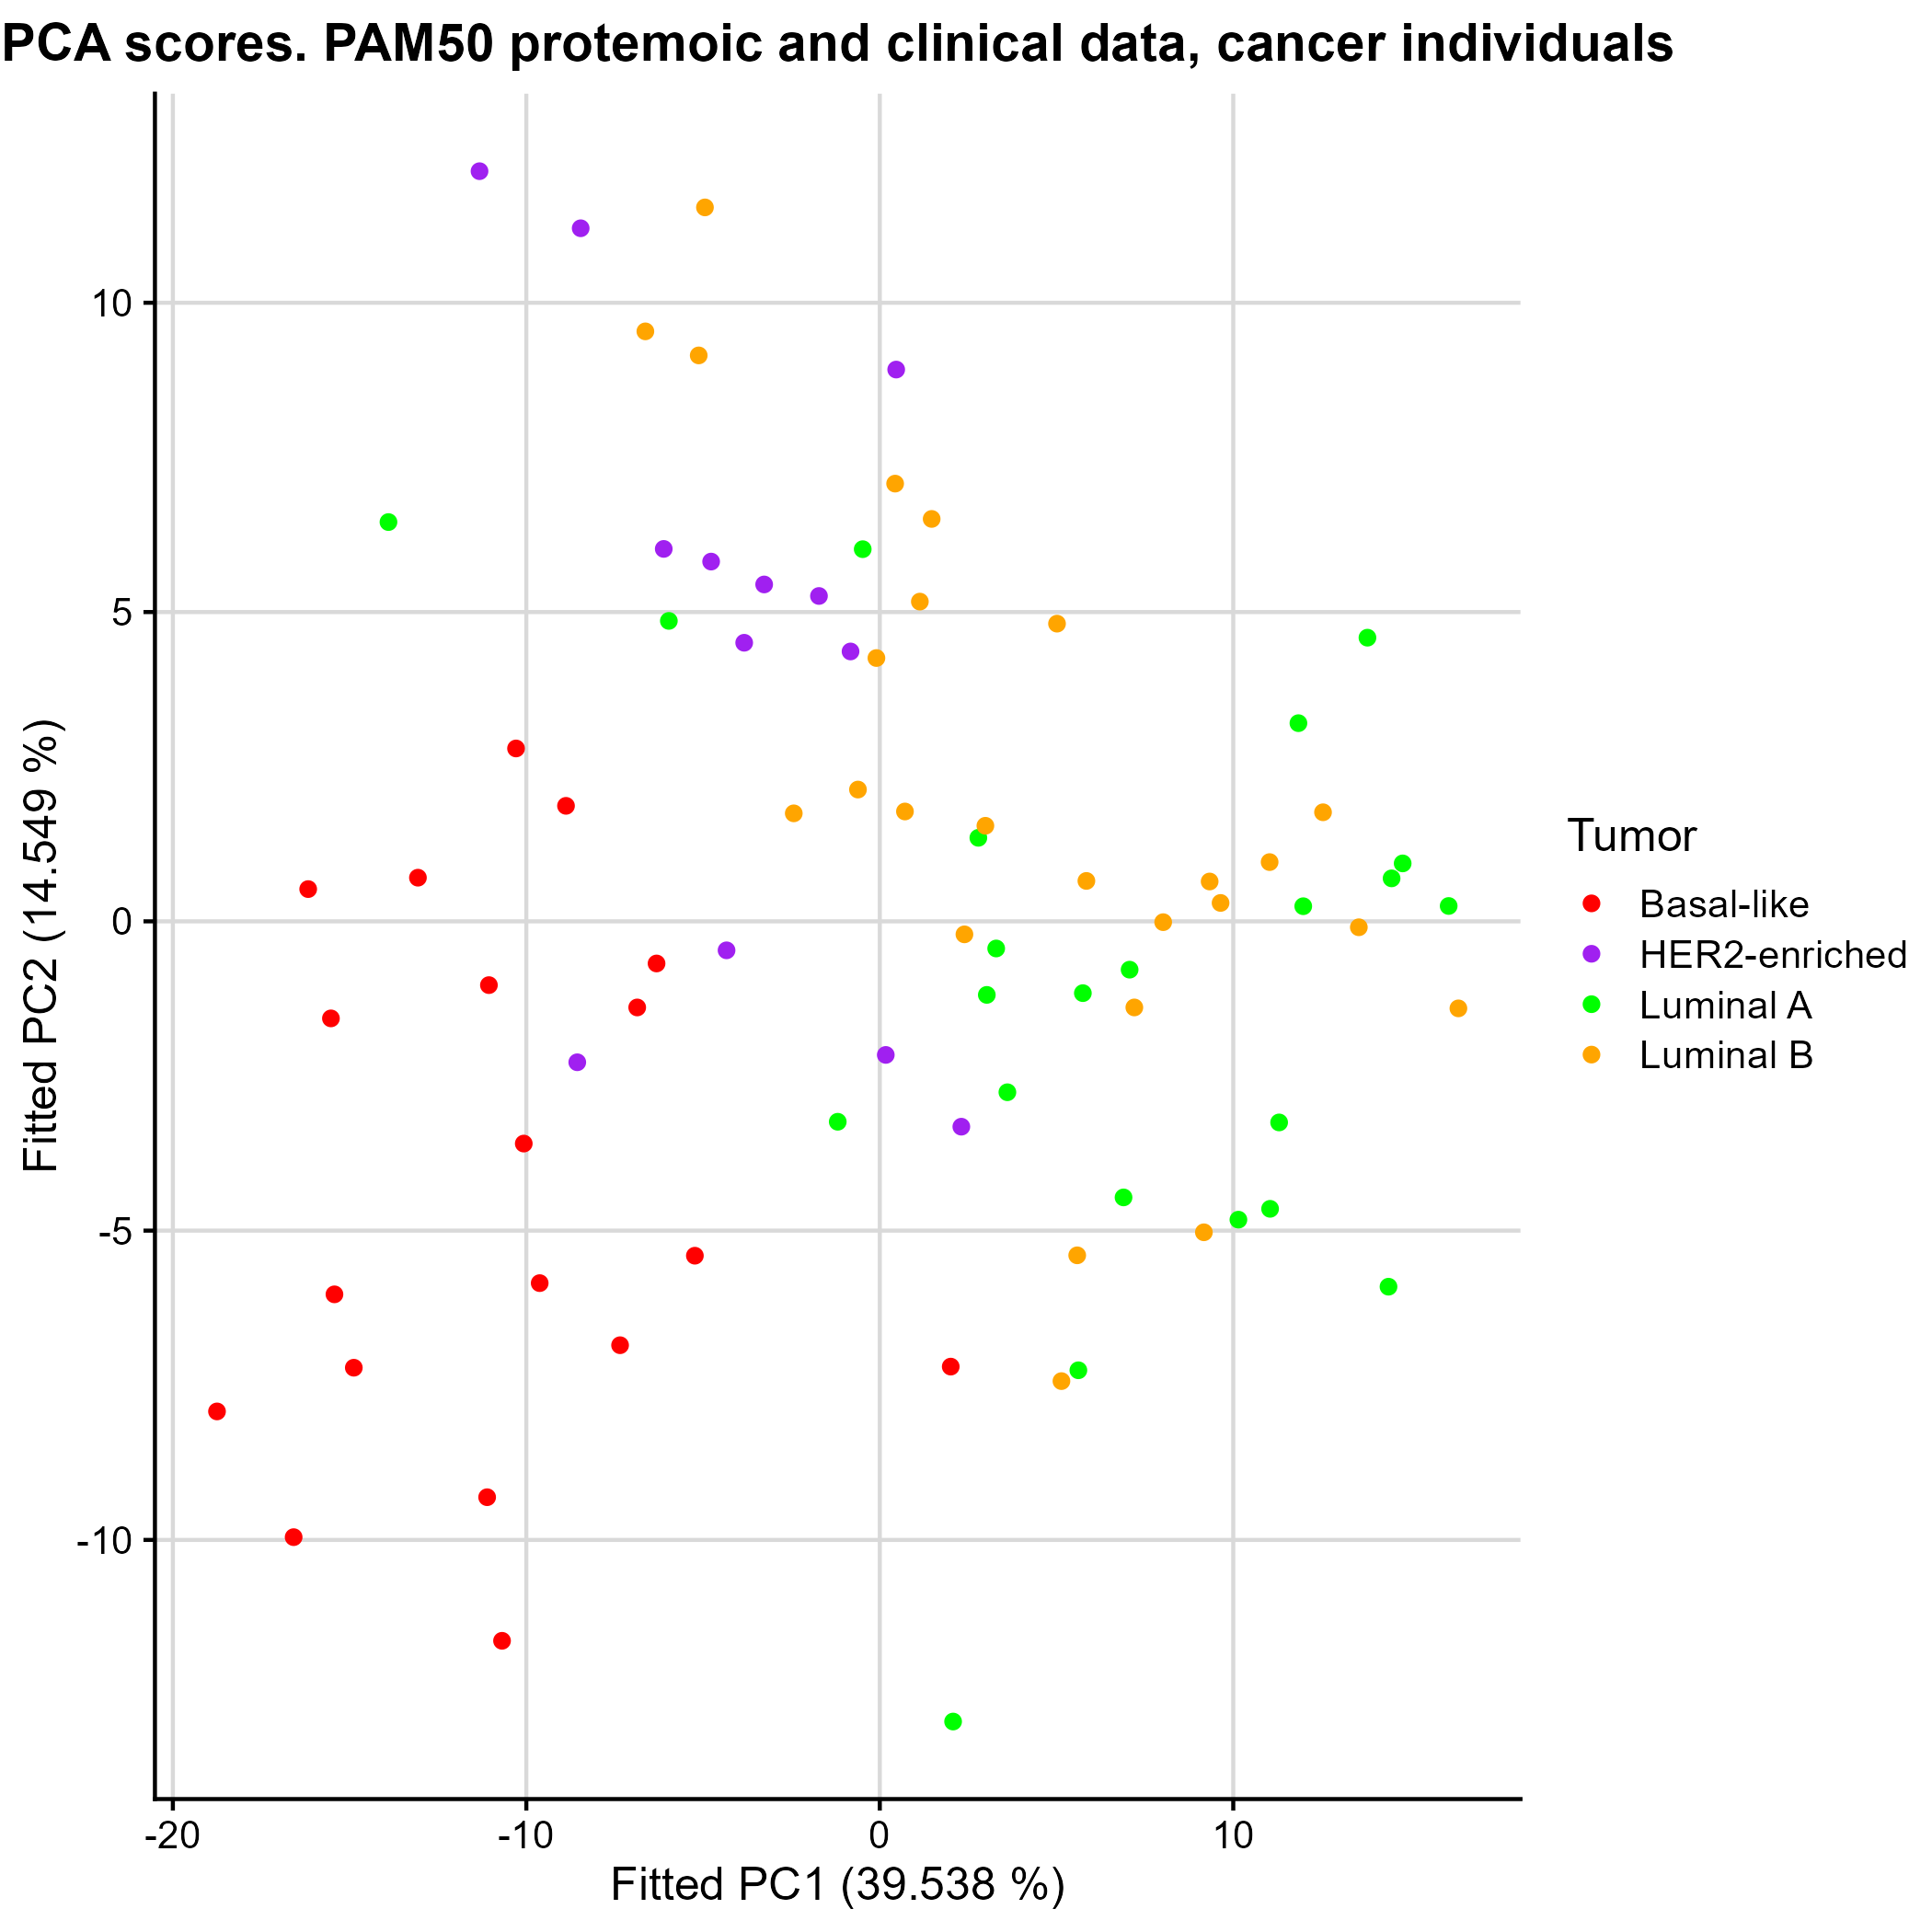 PCA scores. PAM50 protemoic and clinical data, cancer individuals
Fitted PC2 (14.549 %)
10
5
0
-5
-10
-20
-10
0
10
Fitted PC1 (39.538 %)
Tumor
Basal-like
HER2-enriched
Luminal A
Luminal B